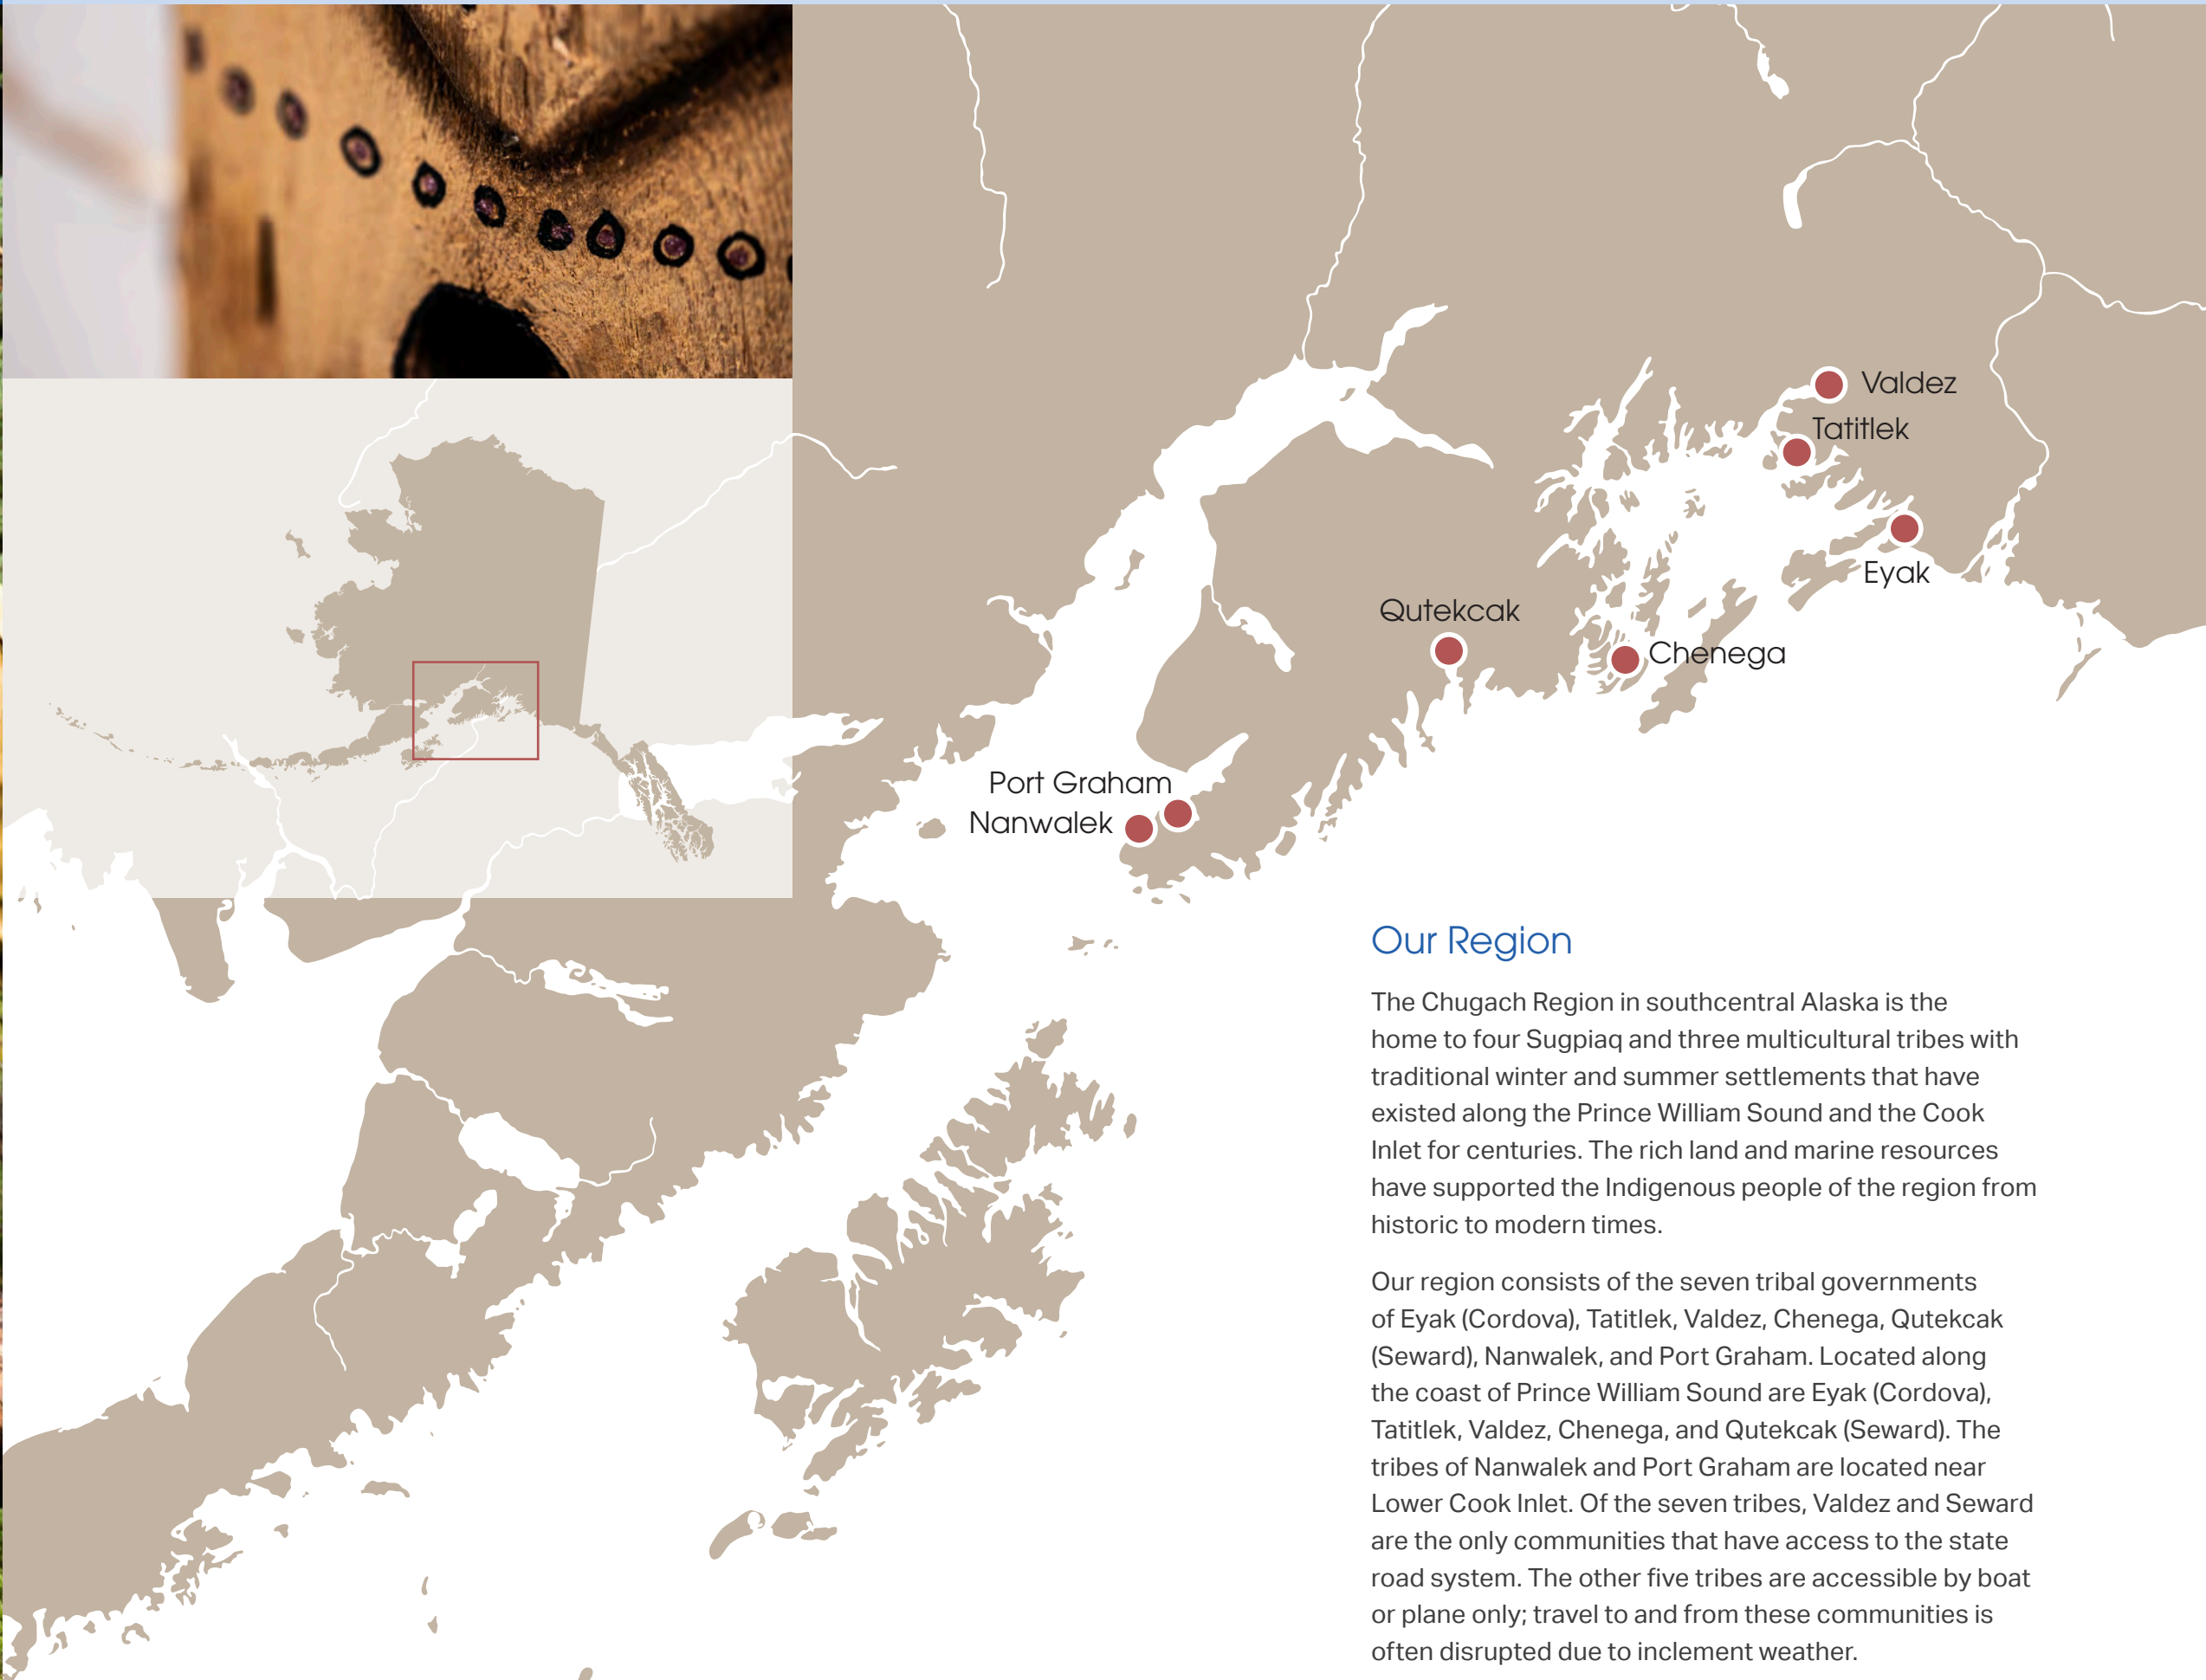 Valdez
Tatitlek
Eyak
Qutekcak
Chenega
Port Graham
Nanwalek
Our Region
The Chugach Region in southcentral Alaska is the
home to four Sugpiaq and three multicultural tribes with
traditional winter and summer settlements that have
existed along the Prince William Sound and the Cook
Inlet for centuries. The rich land and marine resources
have supported the Indigenous people of the region from
historic to modern times.
Our region consists of the seven tribal governments
of Eyak (Cordova), Tatitlek, Valdez, Chenega, Qutekcak
(Seward), Nanwalek, and Port Graham. Located along
the coast of Prince William Sound are Eyak (Cordova),
Tatitlek, Valdez, Chenega, and Qutekcak (Seward). The
tribes of Nanwalek and Port Graham are located near
Lower Cook Inlet. Of the seven tribes, Valdez and Seward
are the only communities that have access to the state
road system. The other five tribes are accessible by boat
or plane only; travel to and from these communities is
often disrupted due to inclement weather.